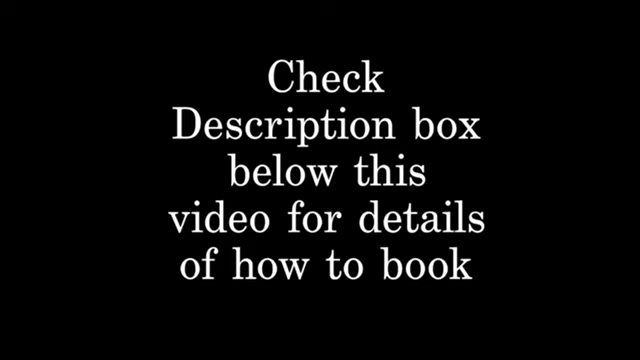 Check
Description box
below this
video for details
of how to book